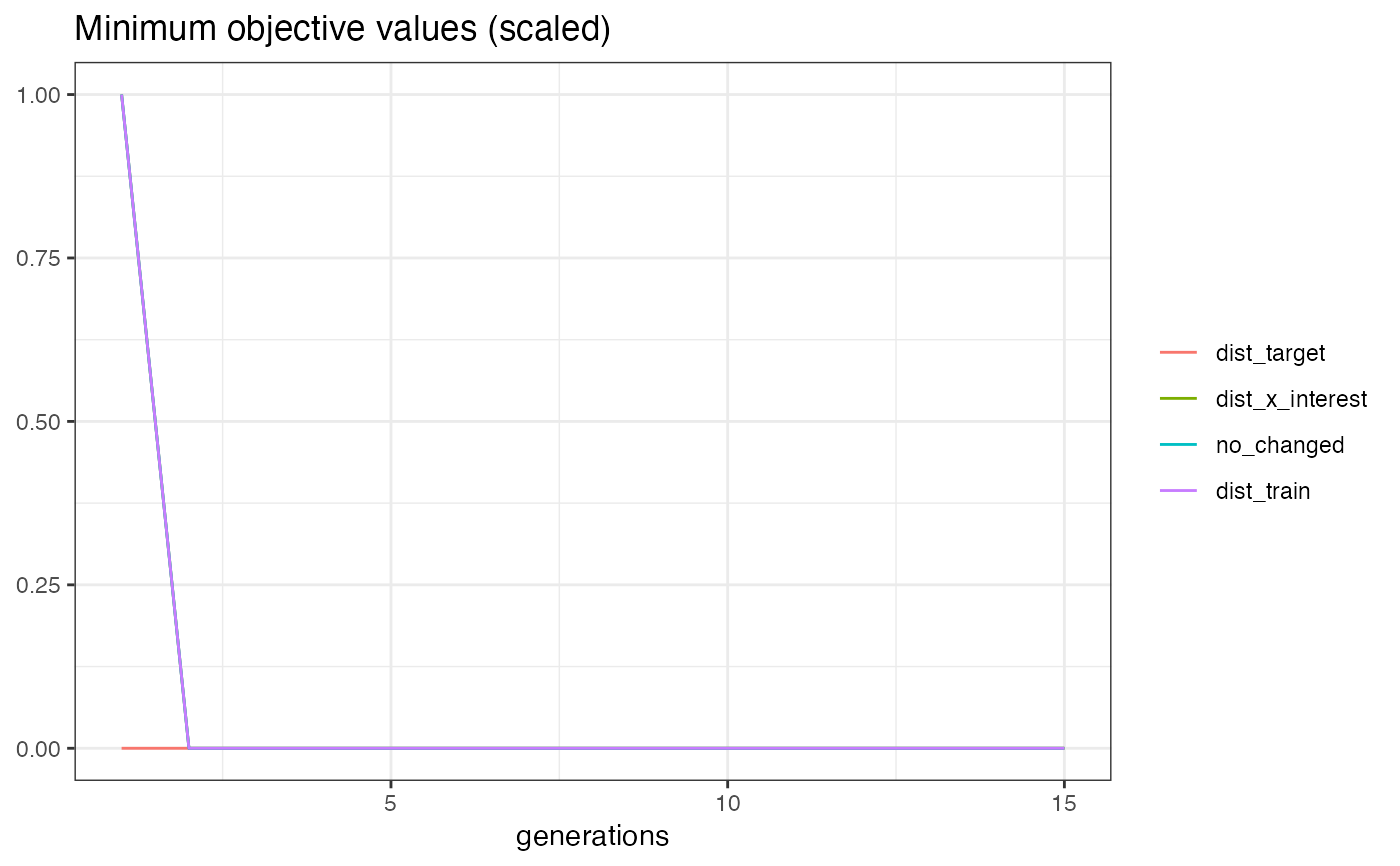 Minimum objective values (scaled)
1.00
0.75
0.50
0.25
0.00
5 10 15
generations
dist_target
dist_x_interest
no_changed
dist_train